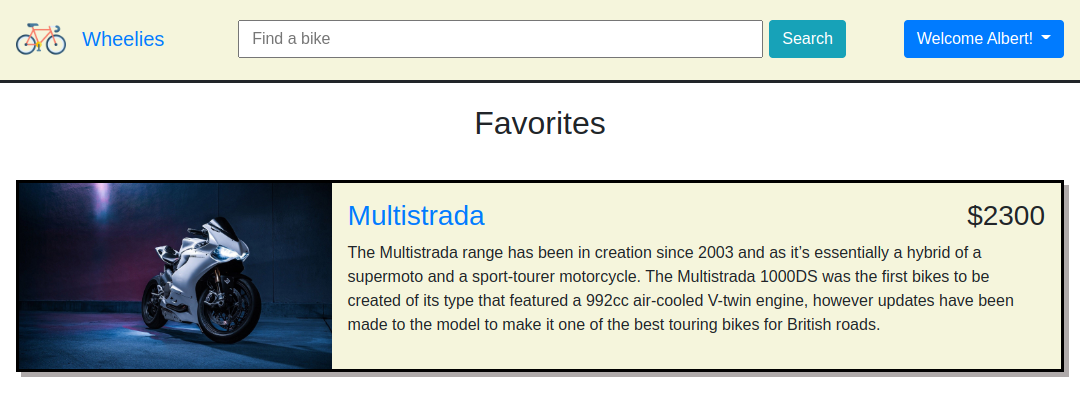 Wheelies
Find a bike
Search
Welcome Albert!
Favorites
Multistrada
$2300
The Multistrada range has been in creation since 2003 and as it’s essentially a hybrid of a
supermoto and a sport-tourer motorcycle. The Multistrada 1000DS was the first bikes to be
created of its type that featured a 992cc air-cooled V-twin engine, however updates have been
made to the model to make it one of the best touring bikes for British roads.